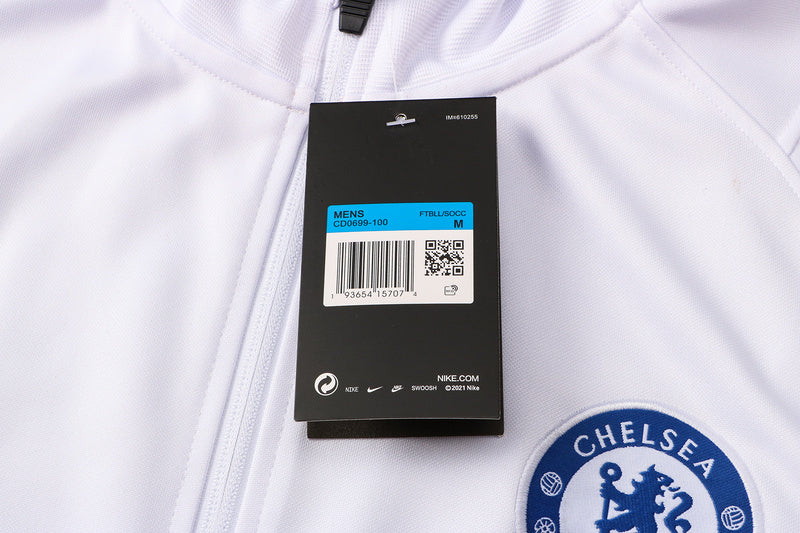 IM#610255
MENS FTBLL/SOCC
CD0699-100 M
1 93654 15707 4
NIKE SWOOSH NIKE.COM
©2021 Nike
CHELSEA